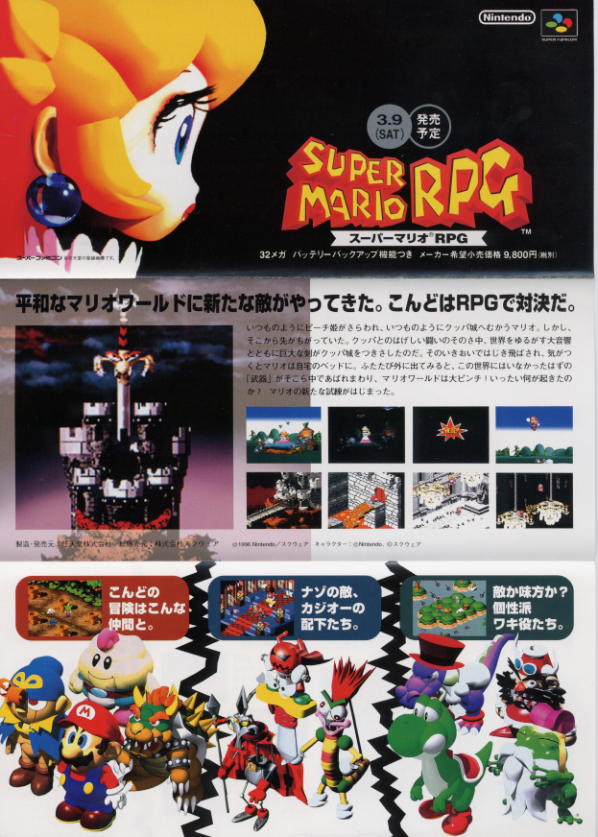 Nintendo
SUPER FAMICOM
3.9
(SAT)
発売
予定
SUPER
MARIO RPG
TM
スーパーマリオ®RPG
32メガ バッテリーバックアップ機能つき メーカー希望小売価格 9,800円(税別)
スーパーファミコン
平和なマリオワールドに新たな敵がやってきた。こんどはRPGで対決だ。
いつものようにピーチ姫がさらわれ、いつものようにクッパ城へむかうマリオ。しかし、
そこから先がちがっていた。クッパとのはげしい闘いのそのさ中、世界をゆるがす大音響
とともに巨大な剣がクッパ城をつきさしたのだ。そのいきおいではじき飛ばされ、気がつ
くとマリオは自宅のベッドに。ふたたび外に出てみると、この世界にはいなかったはずの
「武器」がそこら中であばれまわり、マリオワールドは大ピンチ!いったい何が起きたの
か? マリオの新たな試練がはじまった。
©1996 Nintendo/スクウェア キャラクター:©Nintendo、©スクウェア
こんどの
冒険はこんな
仲間と。
ナゾの敵、
カジオーの
配下たち。
敵か味方か?
個性派
ワキ役たち。